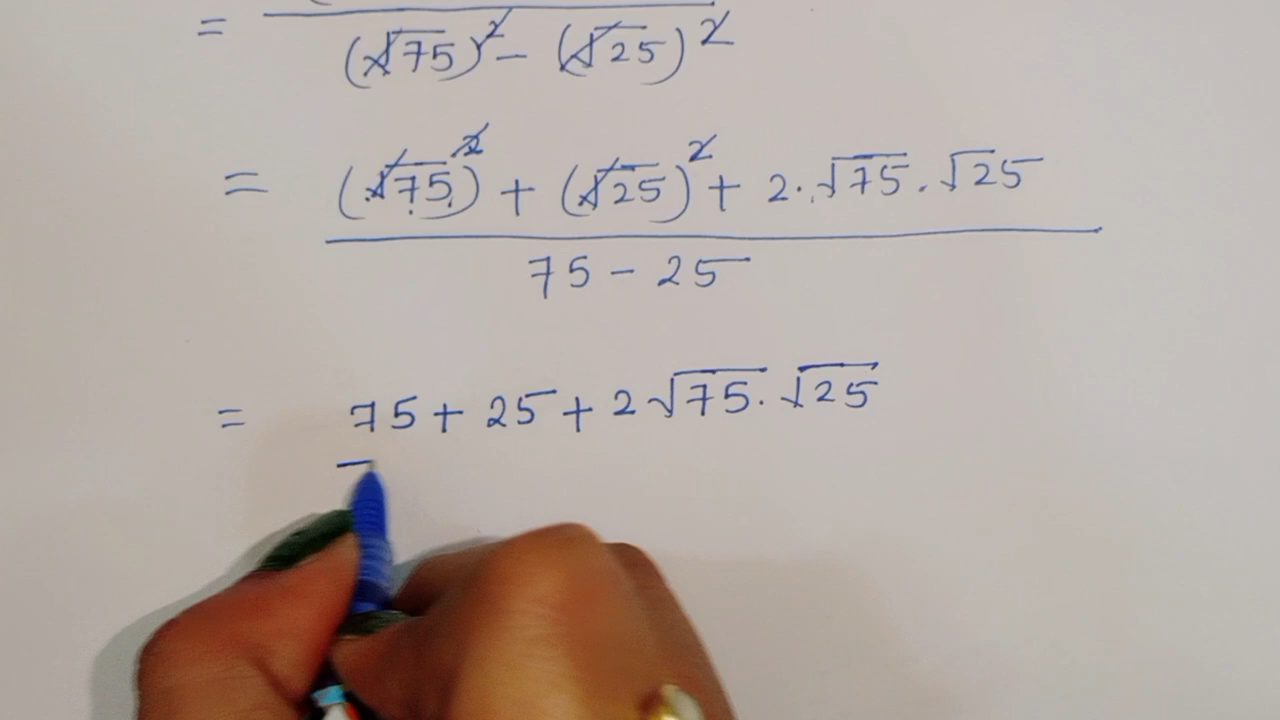 =
(√75)² - (√25)²
= (√75)² + (√25)² + 2·√75·√25
75 - 25
= 75 + 25 + 2√75·√25